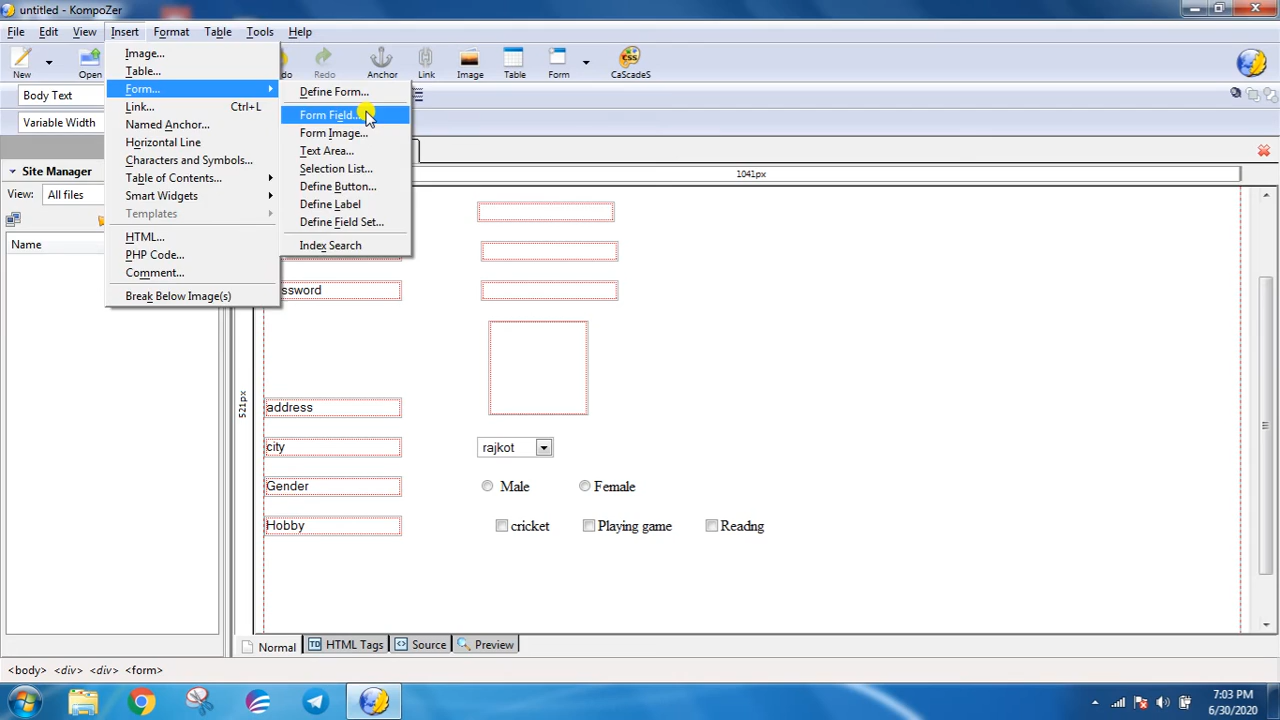 untitled - KompoZer
File Edit View Insert Format Table Tools Help
New Open Redo Anchor Link Image Table Form CaScadeS
Body Text
Variable Width
Image...
Table...
Form...
Link... Ctrl+L
Named Anchor...
Horizontal Line
Characters and Symbols...
Table of Contents...
Smart Widgets
Templates
HTML...
PHP Code...
Comment...
Break Below Image(s)
Define Form...
Form Field...
Form Image...
Text Area...
Selection List...
Define Button...
Define Label
Define Field Set...
Index Search
Site Manager
View: All files
Name
1041px
521px
address
city rajkot
Gender Male Female
Hobby cricket Playing game Readng
Normal HTML Tags Source Preview
<body> <div> <div> <form>
7:03 PM
6/30/2020